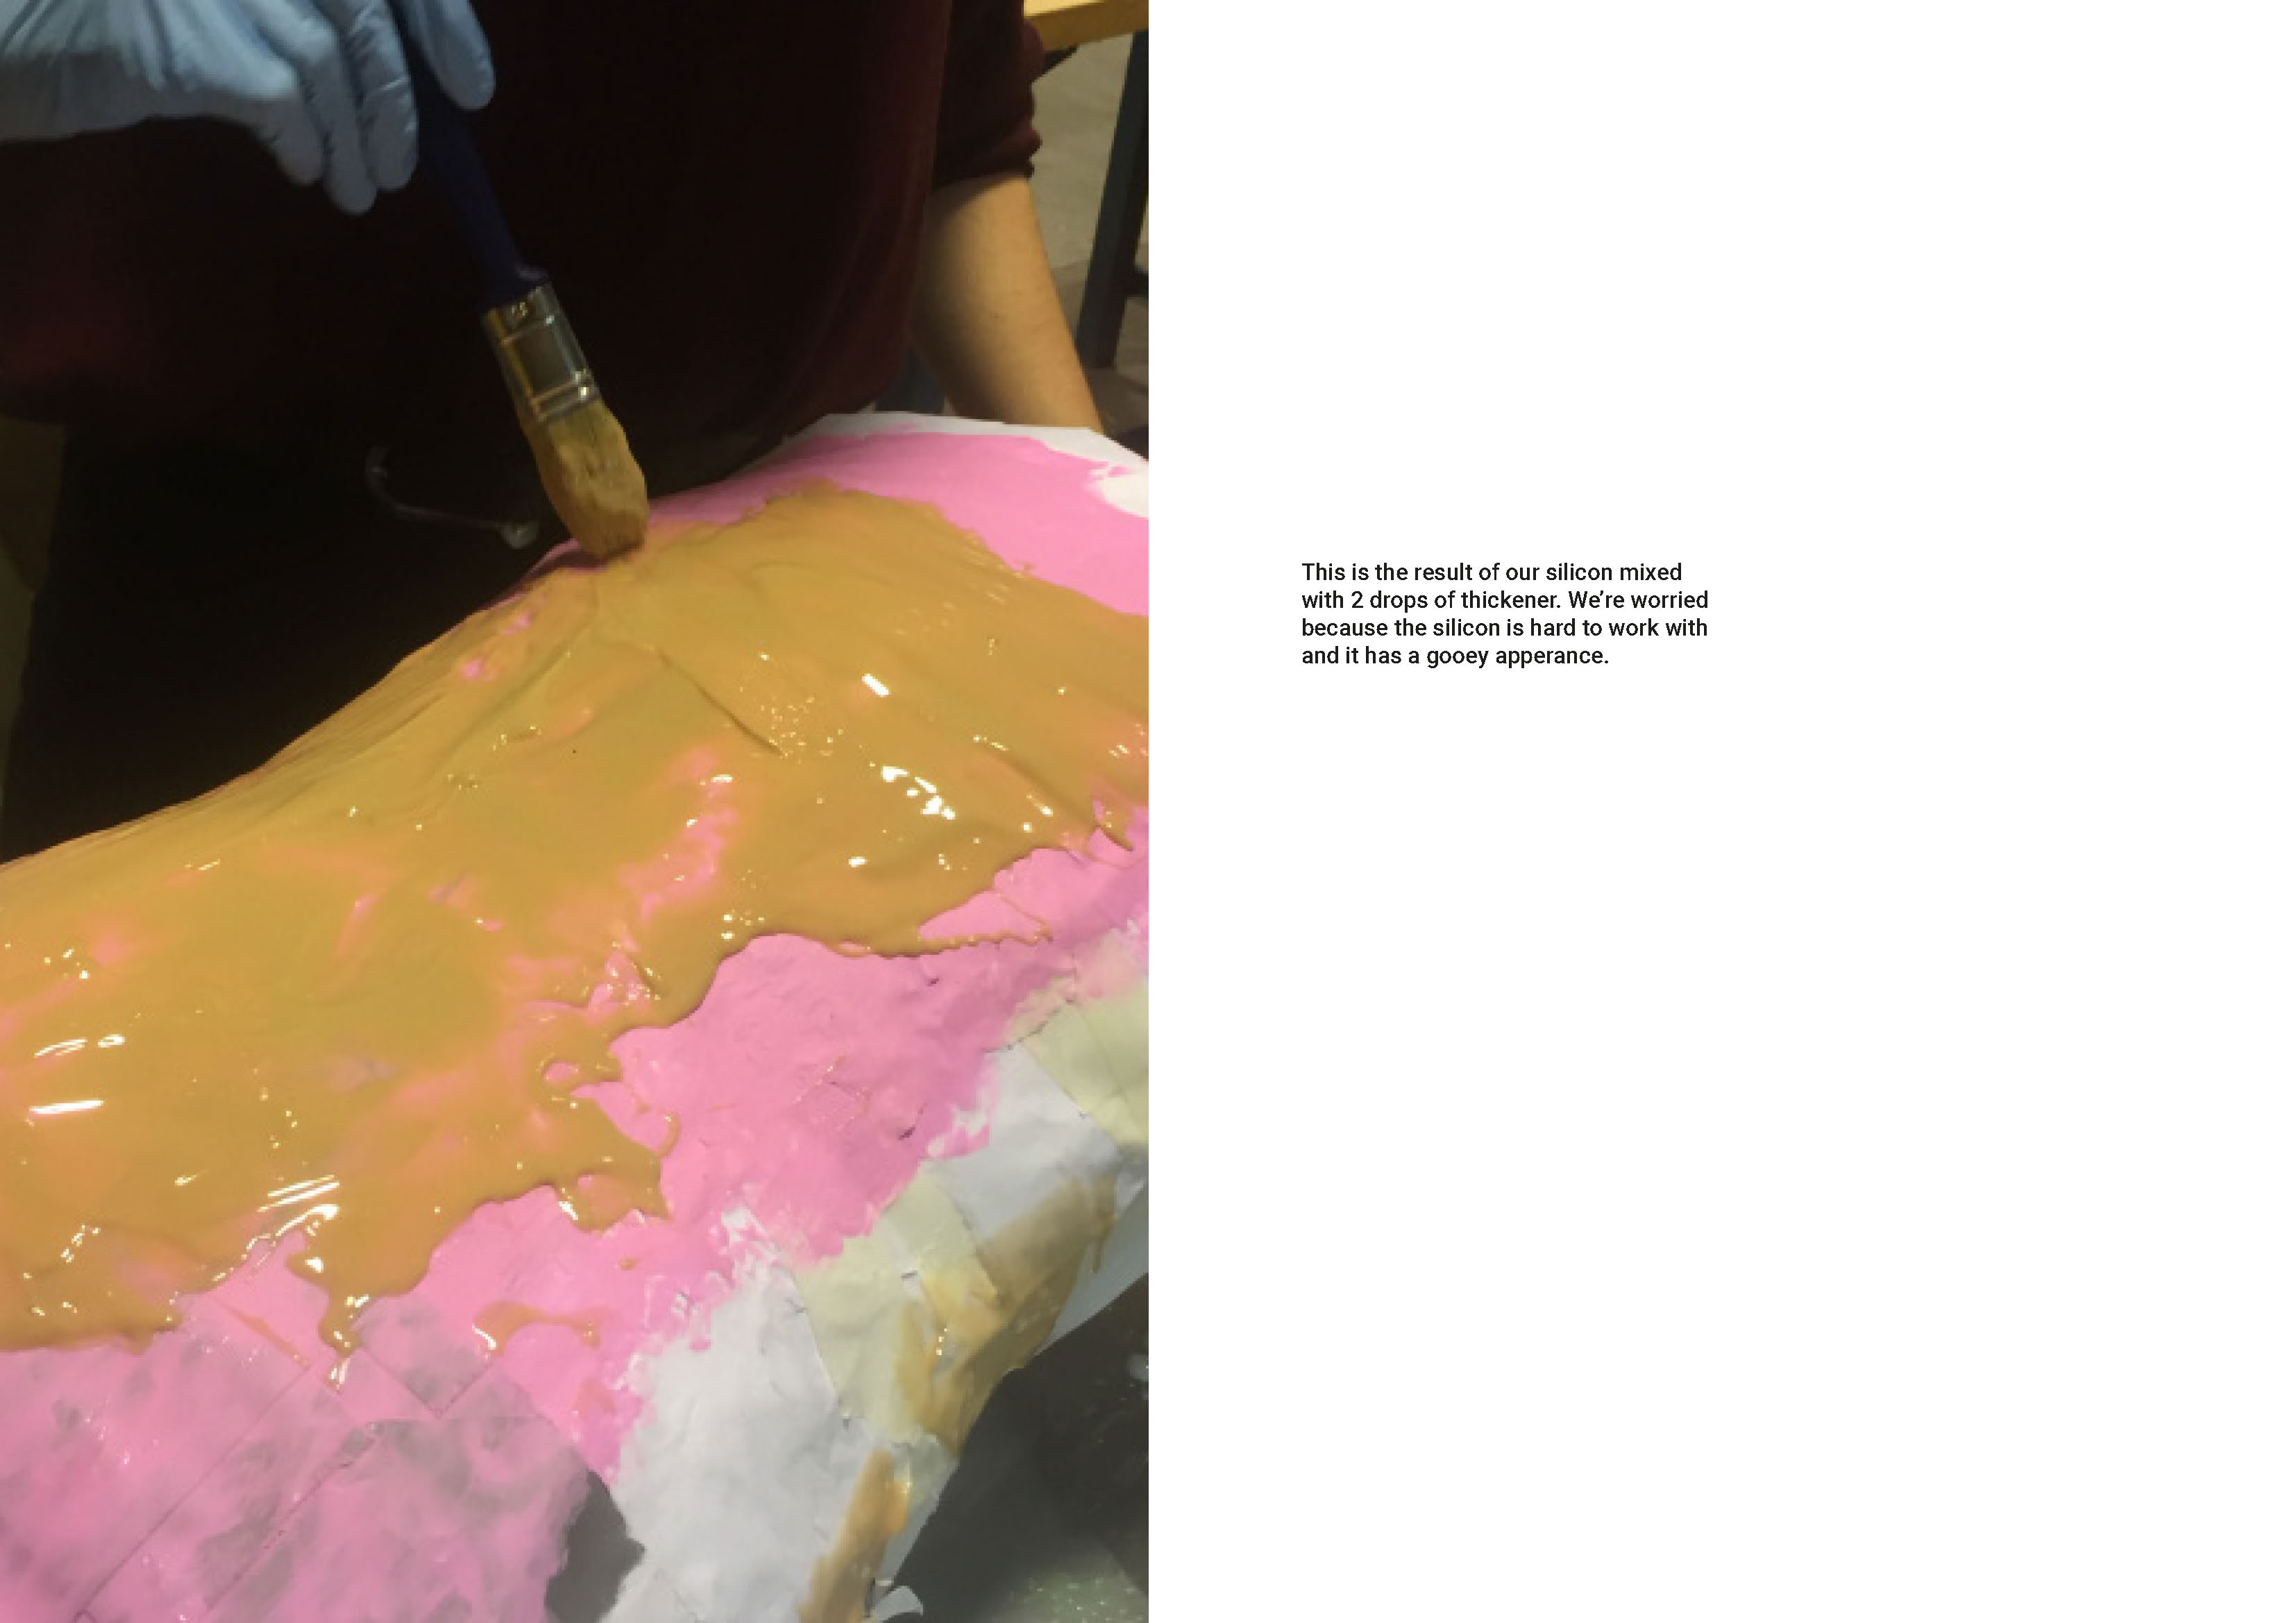 This is the result of our silicon mixed
with 2 drops of thickener. We’re worried
because the silicon is hard to work with
and it has a gooey apperance.